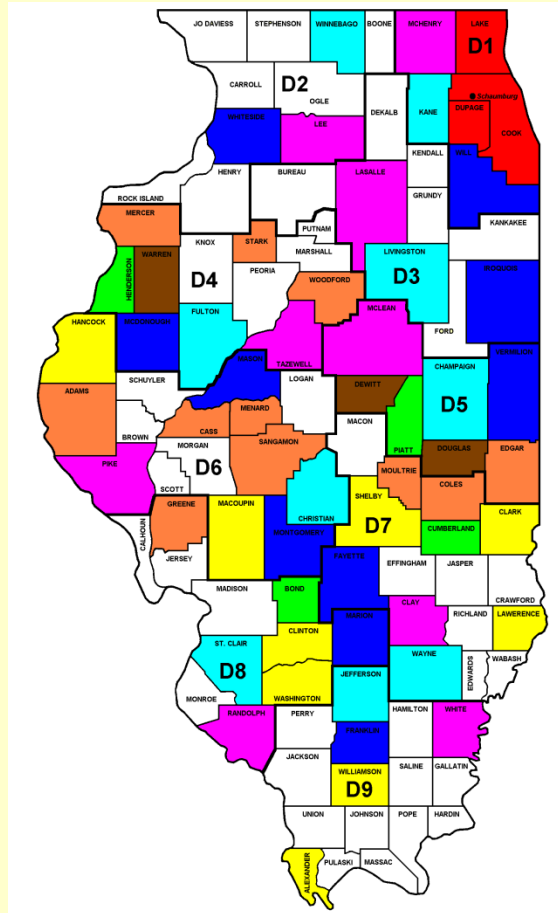 JO DAVIESS
STEPHENSON
WINNEBAGO
BOONE
MCHENRY
LAKE
D1
CARROLL
D2
OGLE
DEKALB
KANE
Schaumburg
DUPAGE
COOK
WHITESIDE
LEE
WILL
KENDALL
HENRY
BUREAU
LASALLE
GRUNDY
ROCK ISLAND
MERCER
PUTNAM
KANKAKEE
KNOX
STARK
MARSHALL
LIVINGSTON
HENDERSON
WARREN
D4
PEORIA
WOODFORD
D3
IROQUOIS
MCLEAN
HANCOCK
MCDONOUGH
FULTON
TAZEWELL
FORD
VERMILION
MASON
CHAMPAIGN
SCHUYLER
LOGAN
DEWITT
ADAMS
D5
MENARD
MACON
PIATT
BROWN
CASS
SANGAMON
DOUGLAS
EDGAR
MORGAN
PIKE
D6
MOULTRIE
SCOTT
COLES
SHELBY
GREENE
MACOUPIN
CHRISTIAN
D7
CLARK
CALHOUN
MONTGOMERY
CUMBERLAND
JERSEY
FAYETTE
EFFINGHAM
JASPER
MADISON
BOND
CRAWFORD
CLAY
RICHLAND
LAWERENCE
CLINTON
MARION
ST. CLAIR
WAYNE
EDWARDS
WABASH
D8
JEFFERSON
MONROE
WASHINGTON
RANDOLPH
PERRY
HAMILTON
WHITE
FRANKLIN
JACKSON
SALINE
GALLATIN
WILLIAMSON
D9
UNION
JOHNSON
POPE
HARDIN
ALEXANDER
PULASKI
MASSAC